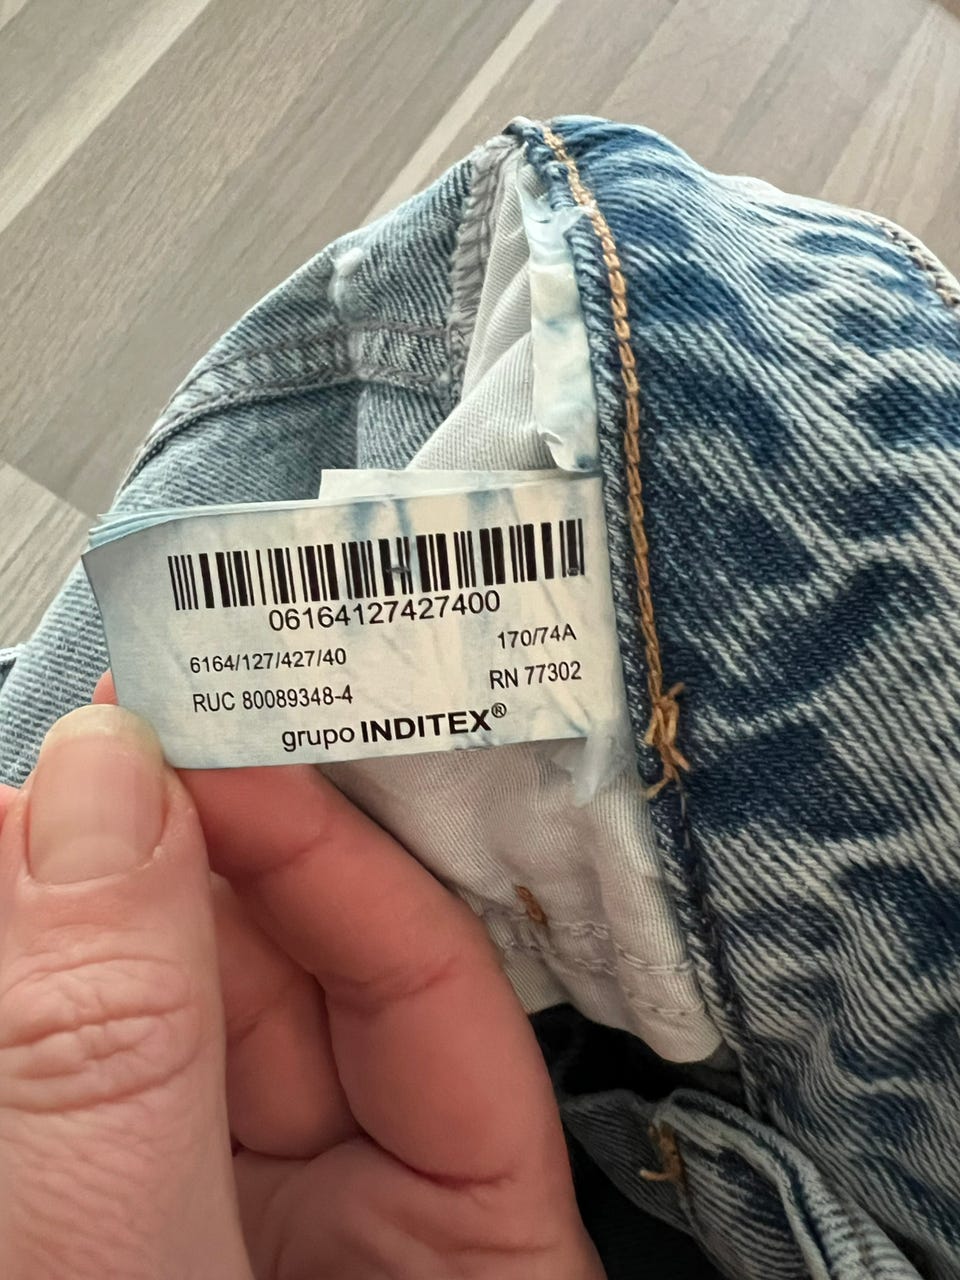 06164127427400
6164/127/427/40
170/74A
RUC 80089348-4
RN 77302
grupo INDITEX®